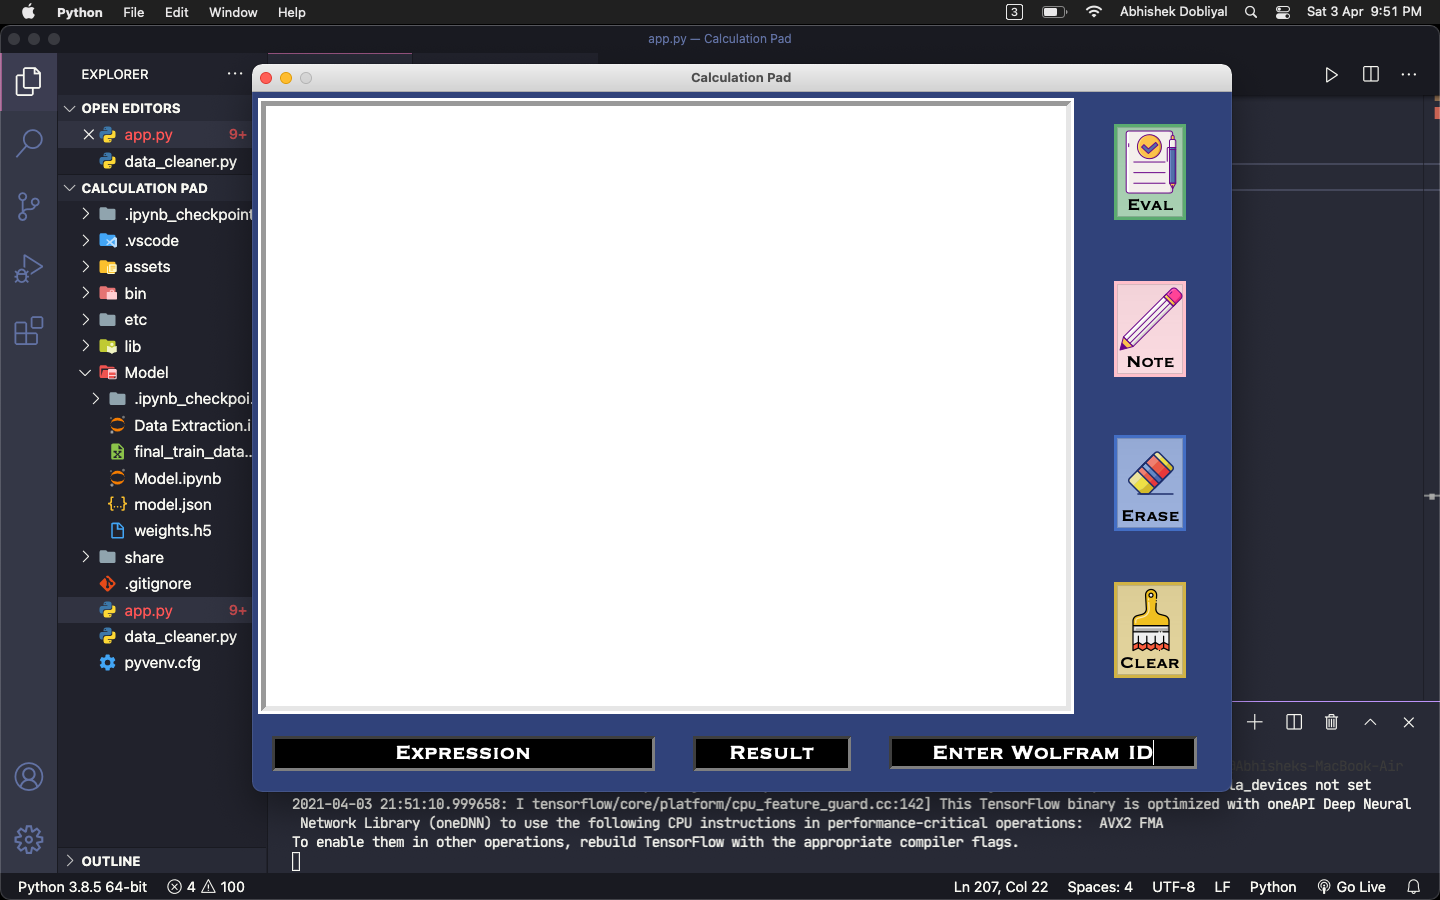 Python File Edit Window Help 3 Abhishek Dobliyal Sat 3 Apr 9:51 PM
app.py — Calculation Pad
EXPLORER
OPEN EDITORS
app.py 9+
data_cleaner.py
CALCULATION PAD
.ipynb_checkpoint
.vscode
assets
bin
etc
lib
Model
.ipynb_checkpoi...
Data Extraction.i
final_train_data...
Model.ipynb
model.json
weights.h5
share
.gitignore
app.py 9+
data_cleaner.py
pyvenv.cfg
OUTLINE
Calculation Pad
EVAL
NOTE
ERASE
CLEAR
EXPRESSION RESULT ENTER WOLFRAM ID
Abhisheks-MacBook-Air
la_devices not set
2021-04-03 21:51:10.999658: I tensorflow/core/platform/cpu_feature_guard.cc:142] This TensorFlow binary is optimized with oneAPI Deep Neural
Network Library (oneDNN) to use the following CPU instructions in performance-critical operations: AVX2 FMA
To enable them in other operations, rebuild TensorFlow with the appropriate compiler flags.
Python 3.8.5 64-bit 4 100 Ln 207, Col 22 Spaces: 4 UTF-8 LF Python Go Live